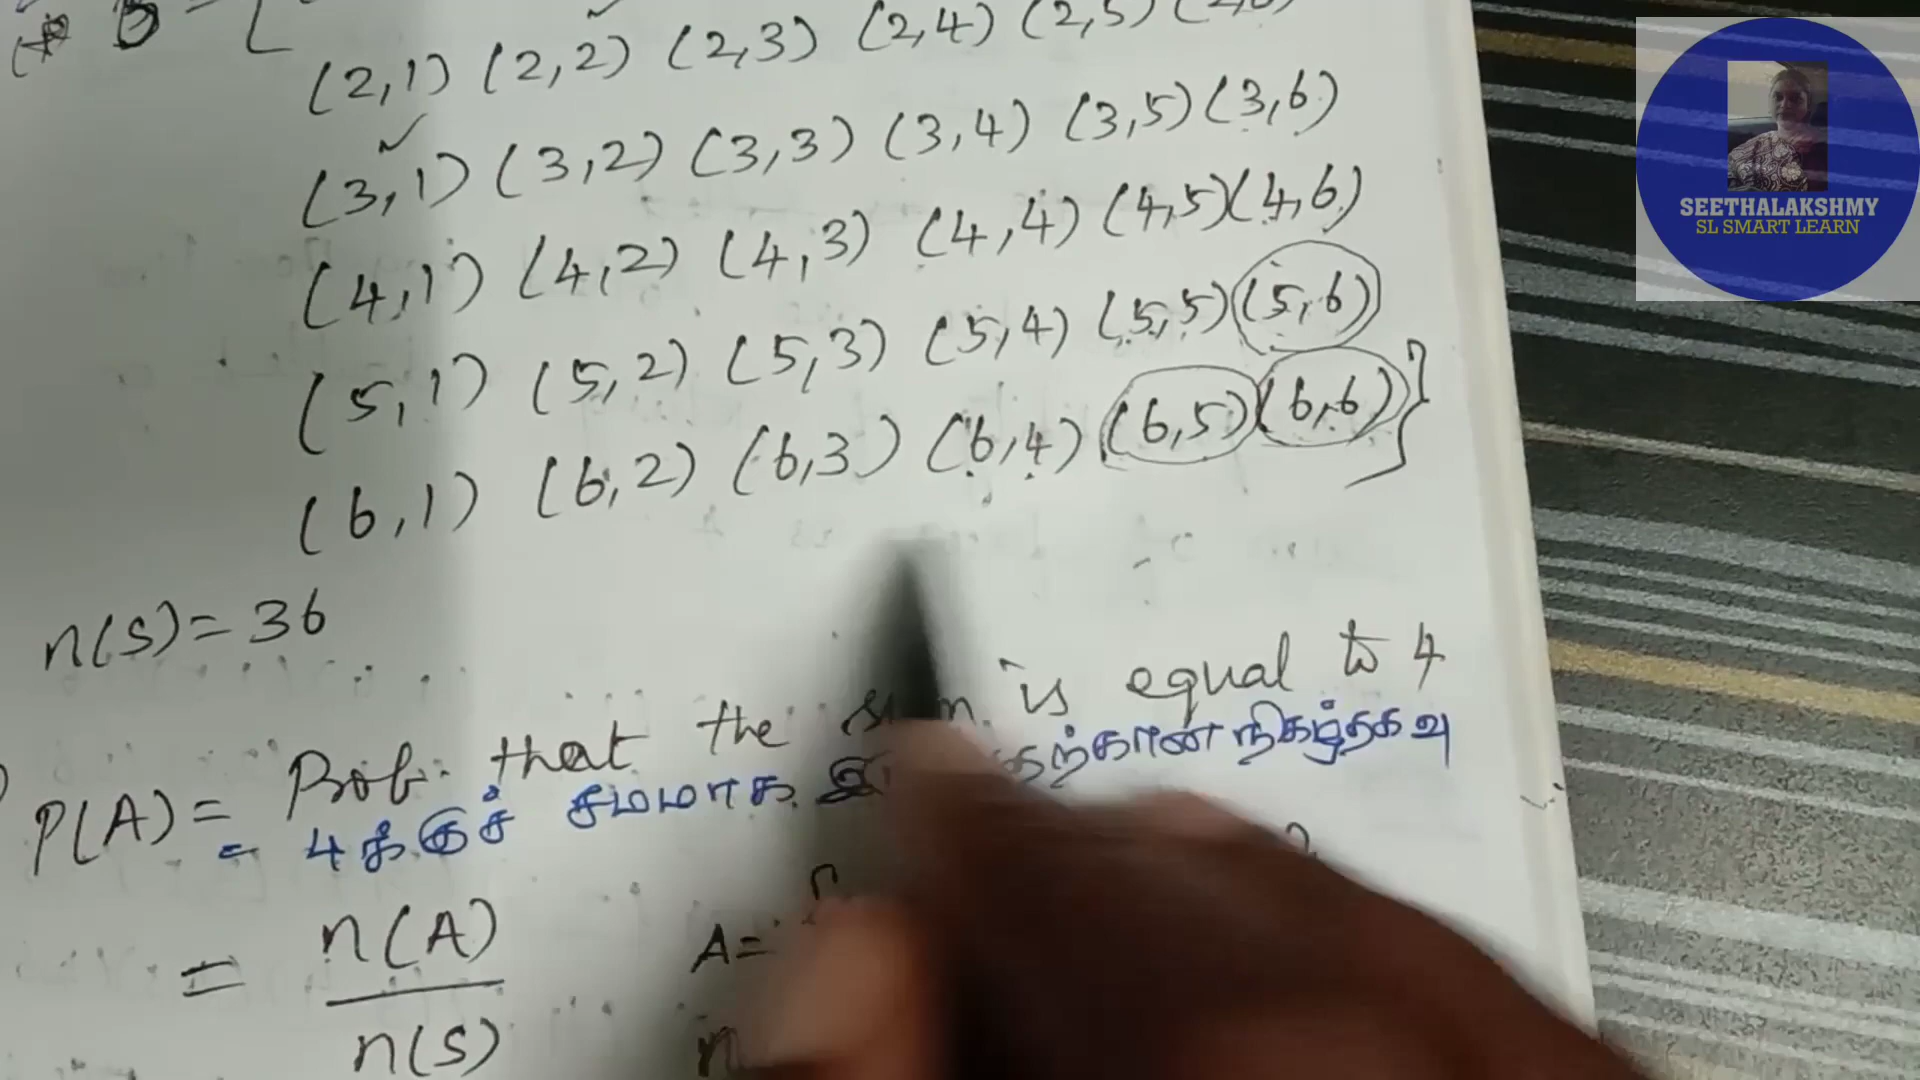 (2,1) (2,2) (2,3) (2,4) (2,5)
(3,1) (3,2) (3,3) (3,4) (3,5) (3,6)
(4,1) (4,2) (4,3) (4,4) (4,5) (4,6)
(5,1) (5,2) (5,3) (5,4) (5,5) (5,6)
(6,1) (6,2) (6,3) (6,4) (6,5) (6,6) }
n(S) = 36
P(A) = Prob. that the is equal to 4
= 4க்குச் சமமாக நிகழ்தகவு
= n(A)
n(S)
A =
SEETHALAKSHMY
SL SMART LEARN